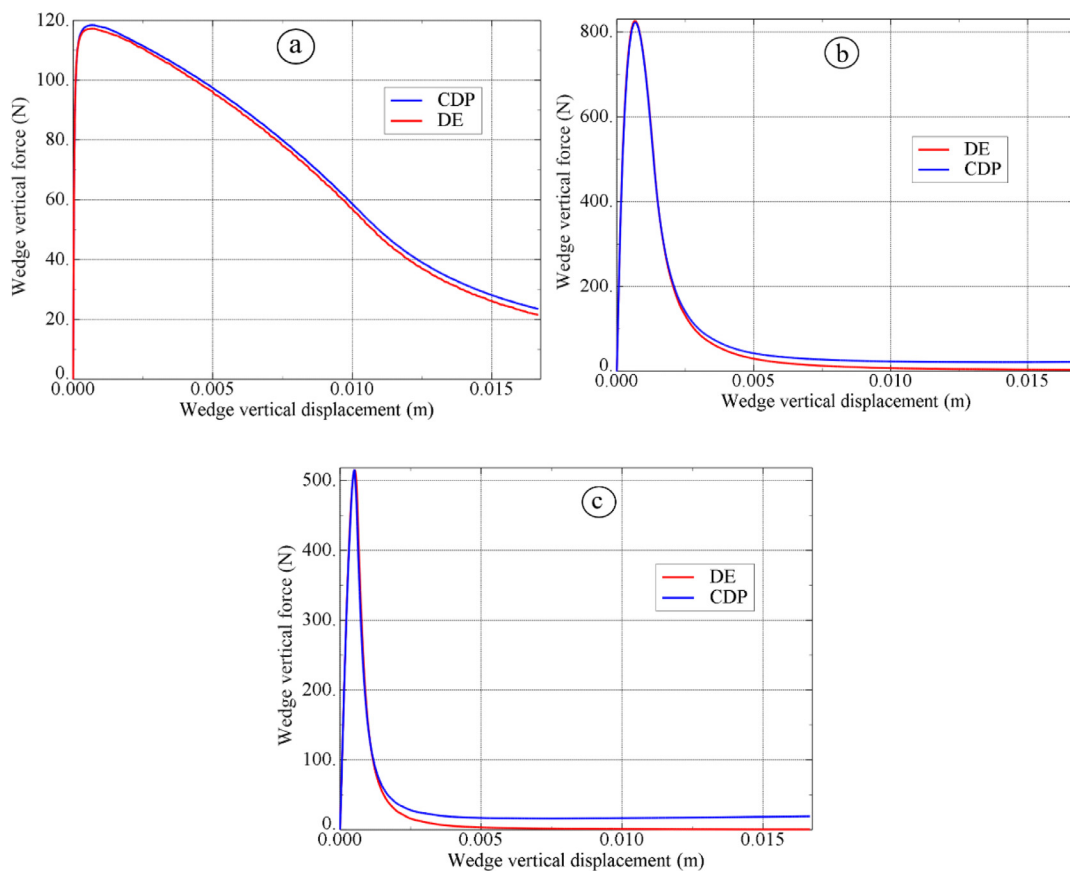 a
120.
100.
80.
60.
40.
20.
0.
0.000
0.005
0.010
0.015
Wedge vertical force (N)
Wedge vertical displacement (m)
CDP
DE
b
800.
600.
400.
200.
0.
0.000
0.005
0.010
0.015
Wedge vertical force (N)
Wedge vertical displacement (m)
DE
CDP
c
500.
400.
300.
200.
100.
0.
0.000
0.005
0.010
0.015
Wedge vertical force (N)
Wedge vertical displacement (m)
DE
CDP